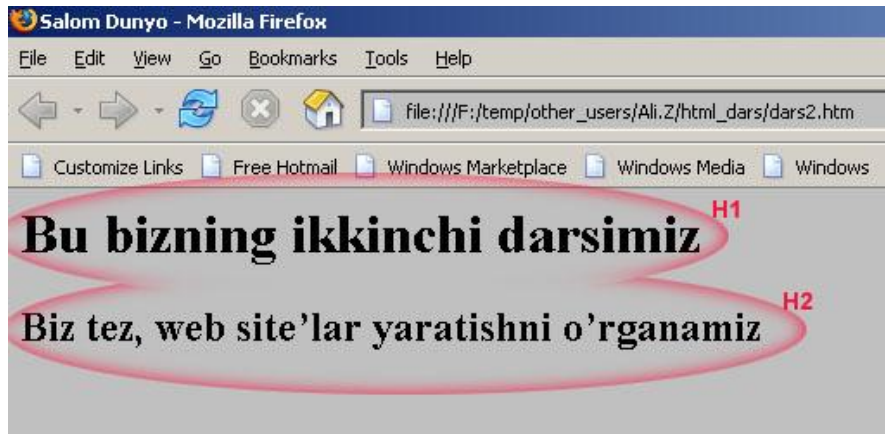 Salom Dunyo - Mozilla Firefox
File Edit View Go Bookmarks Tools Help
file:///F:/temp/other_users/Ali.Z/html_dars/dars2.htm
Customize Links Free Hotmail Windows Marketplace Windows Media Windows
H1
Bu bizning ikkinchi darsimiz
H2
Biz tez, web site’lar yaratishni o’rganamiz